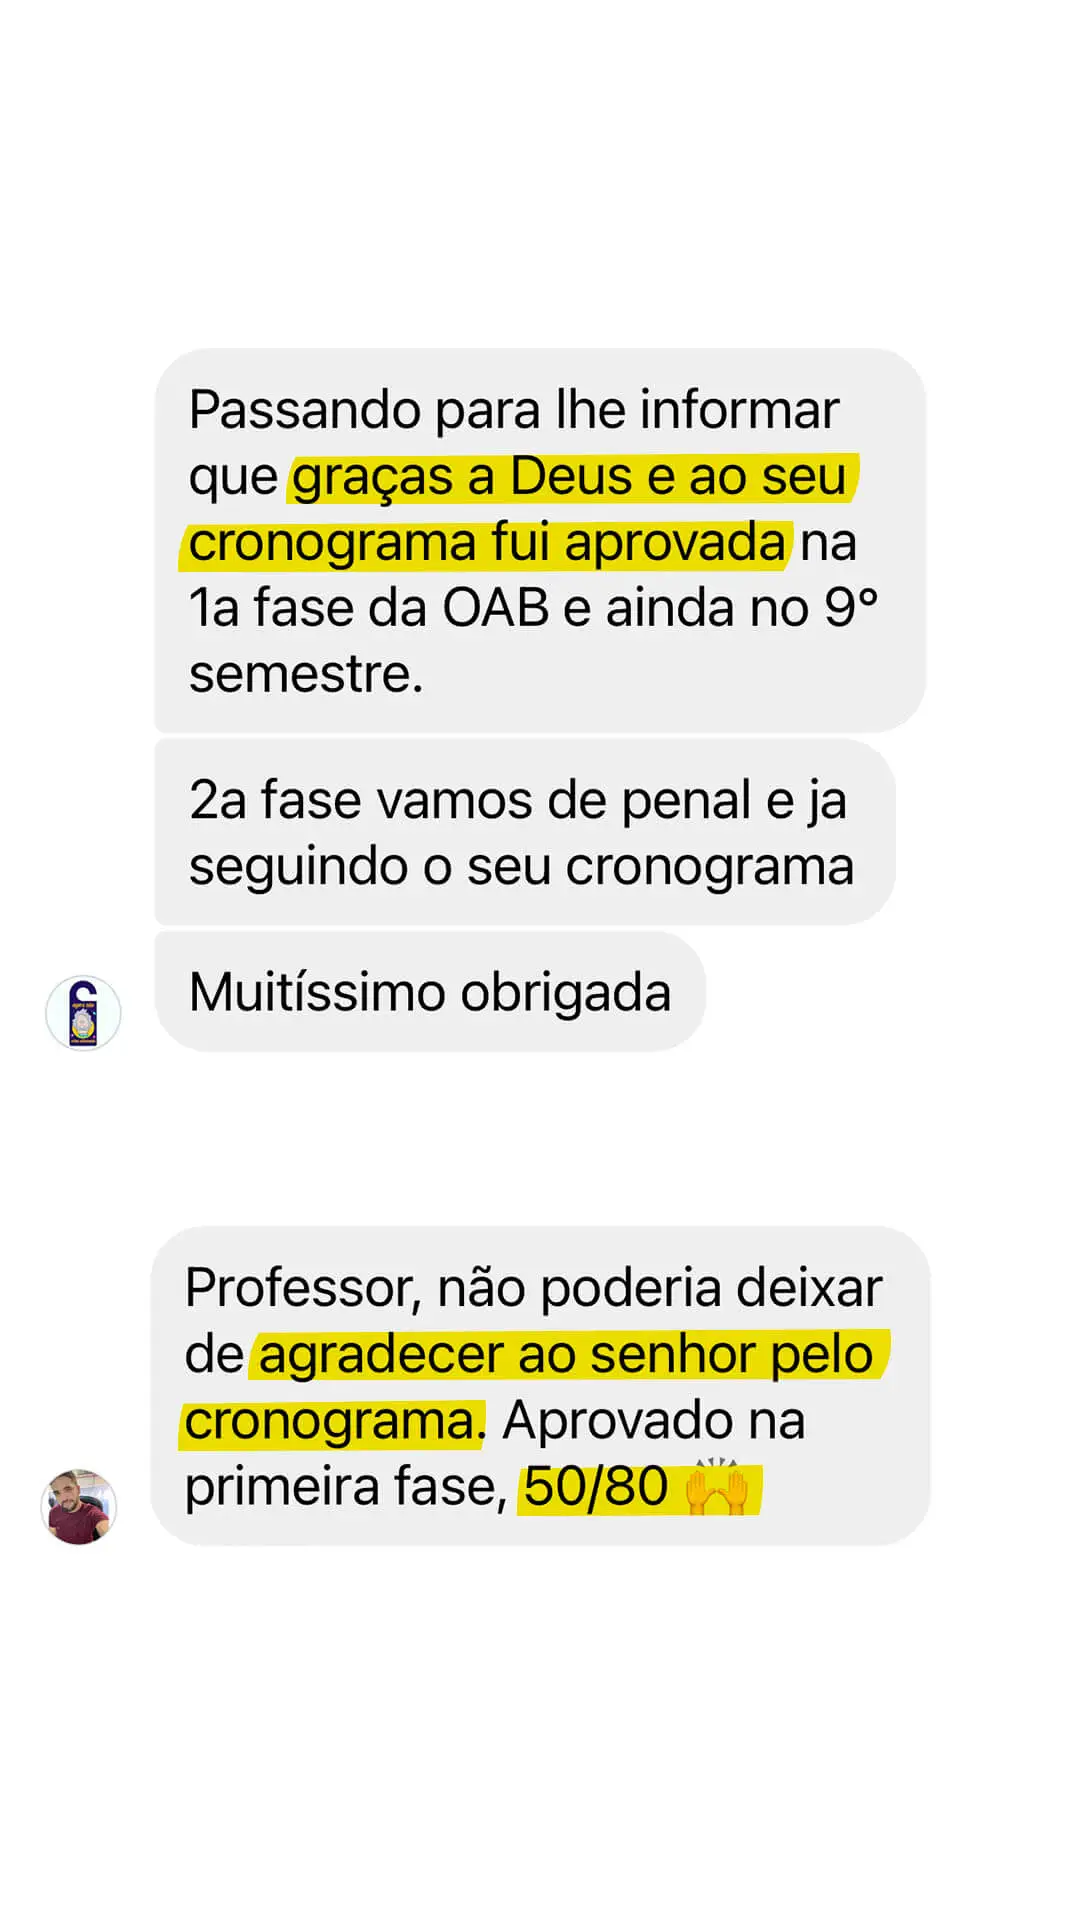 Passando para lhe informar
que graças a Deus e ao seu
cronograma fui aprovada na
1a fase da OAB e ainda no 9°
semestre.
2a fase vamos de penal e ja
seguindo o seu cronograma
Muitíssimo obrigada
Professor, não poderia deixar
de agradecer ao senhor pelo
cronograma. Aprovado na
primeira fase, 50/80 🙌